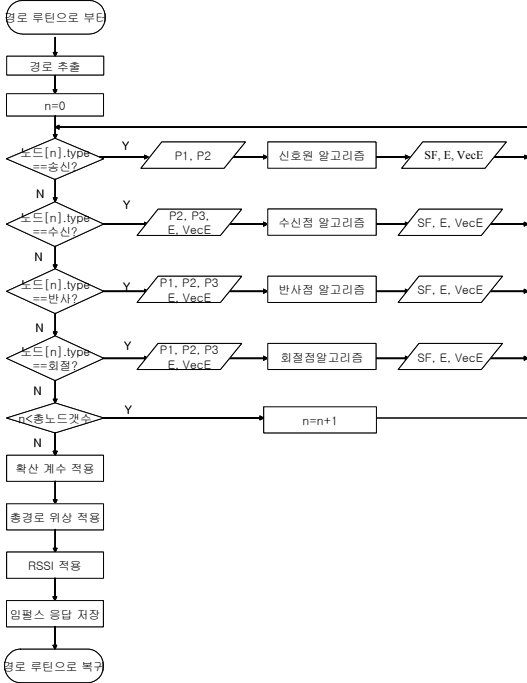 경로 루틴으로 부터
경로 추출
n=0
노드[n].type
==송신?
Y
P1, P2
신호원 알고리즘
SF, E, VecE
N
노드[n].type
==수신?
Y
P2, P3,
E, VecE
수신점 알고리즘
SF, E, VecE
N
노드[n].type
==반사?
Y
P1, P2, P3
E, VecE
반사점 알고리즘
SF, E, VecE
N
노드[n].type
==회절?
Y
P1, P2, P3
E, VecE
회절점알고리즘
SF, E, VecE
N
n<총노드갯수
Y
n=n+1
N
확산 계수 적용
총경로 위상 적용
RSSI 적용
임펄스 응답 저장
경로 루틴으로 복귀